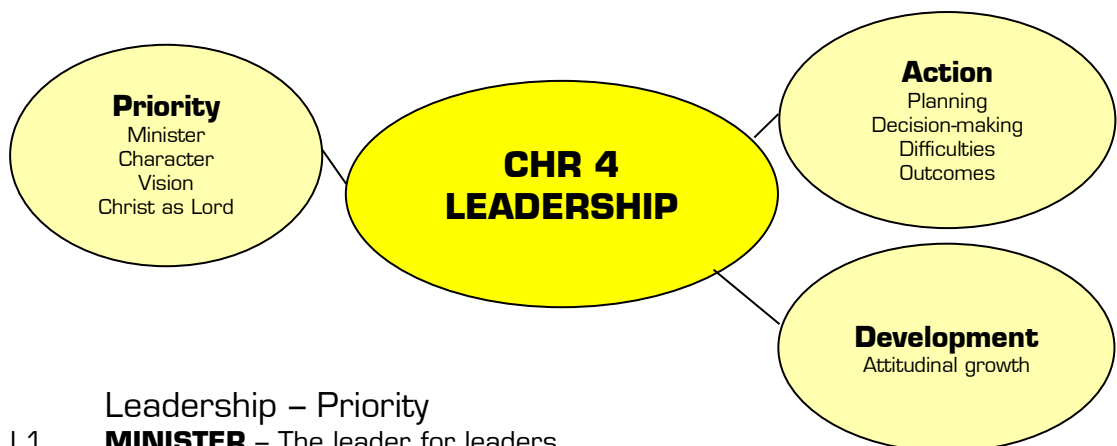 Priority
Minister
Character
Vision
Christ as Lord
CHR 4
LEADERSHIP
Action
Planning
Decision-making
Difficulties
Outcomes
Development
Attitudinal growth
Leadership – Priority
L1 MINISTER – The leader for leaders